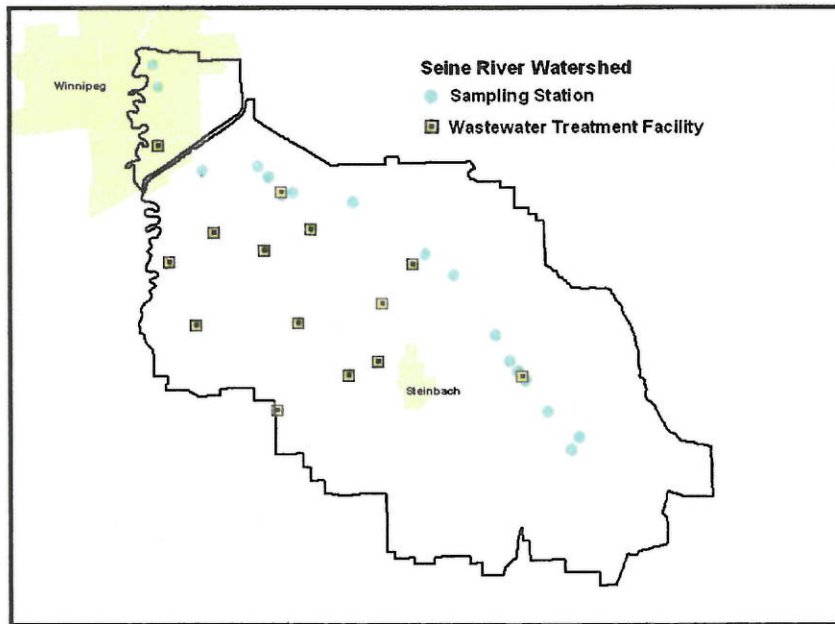 Winnipeg
Seine River Watershed
Sampling Station
Wastewater Treatment Facility
Steinbach